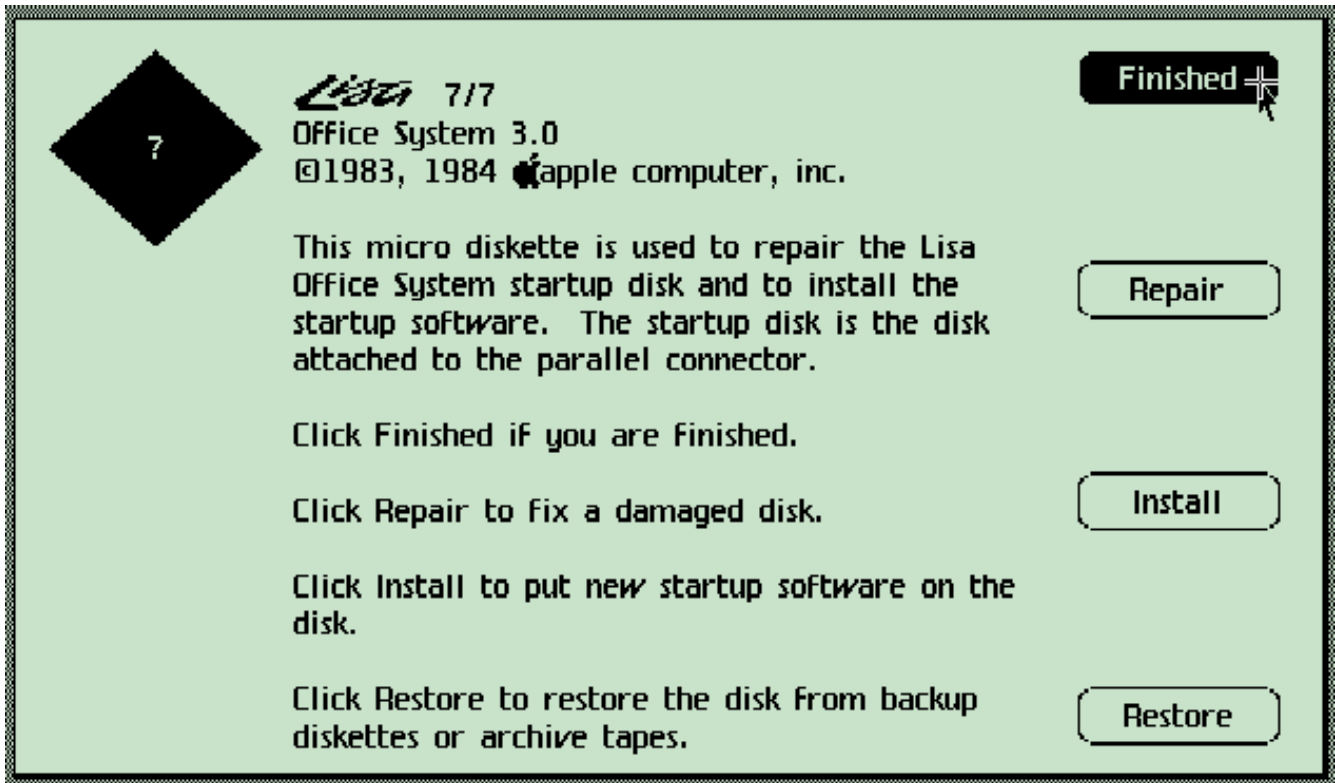 Finished
?
Lisa 7/7
Office System 3.0
©1983, 1984 apple computer, inc.
This micro diskette is used to repair the Lisa
Office System startup disk and to install the
startup software.  The startup disk is the disk
attached to the parallel connector.
Repair
Click Finished if you are finished.
Click Repair to fix a damaged disk.
Install
Click Install to put new startup software on the
disk.
Click Restore to restore the disk from backup
diskettes or archive tapes.
Restore